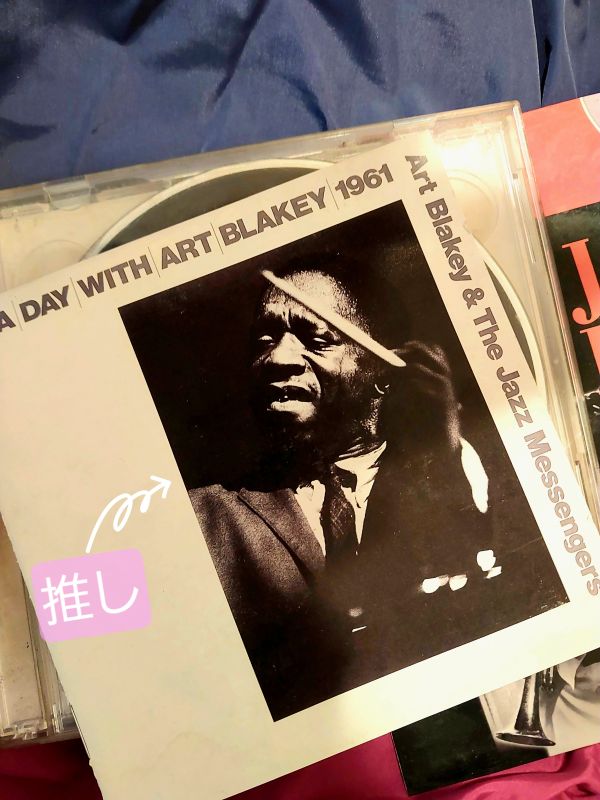 A DAY WITH ART BLAKEY 1961
Art Blakey & The Jazz Messengers
推し